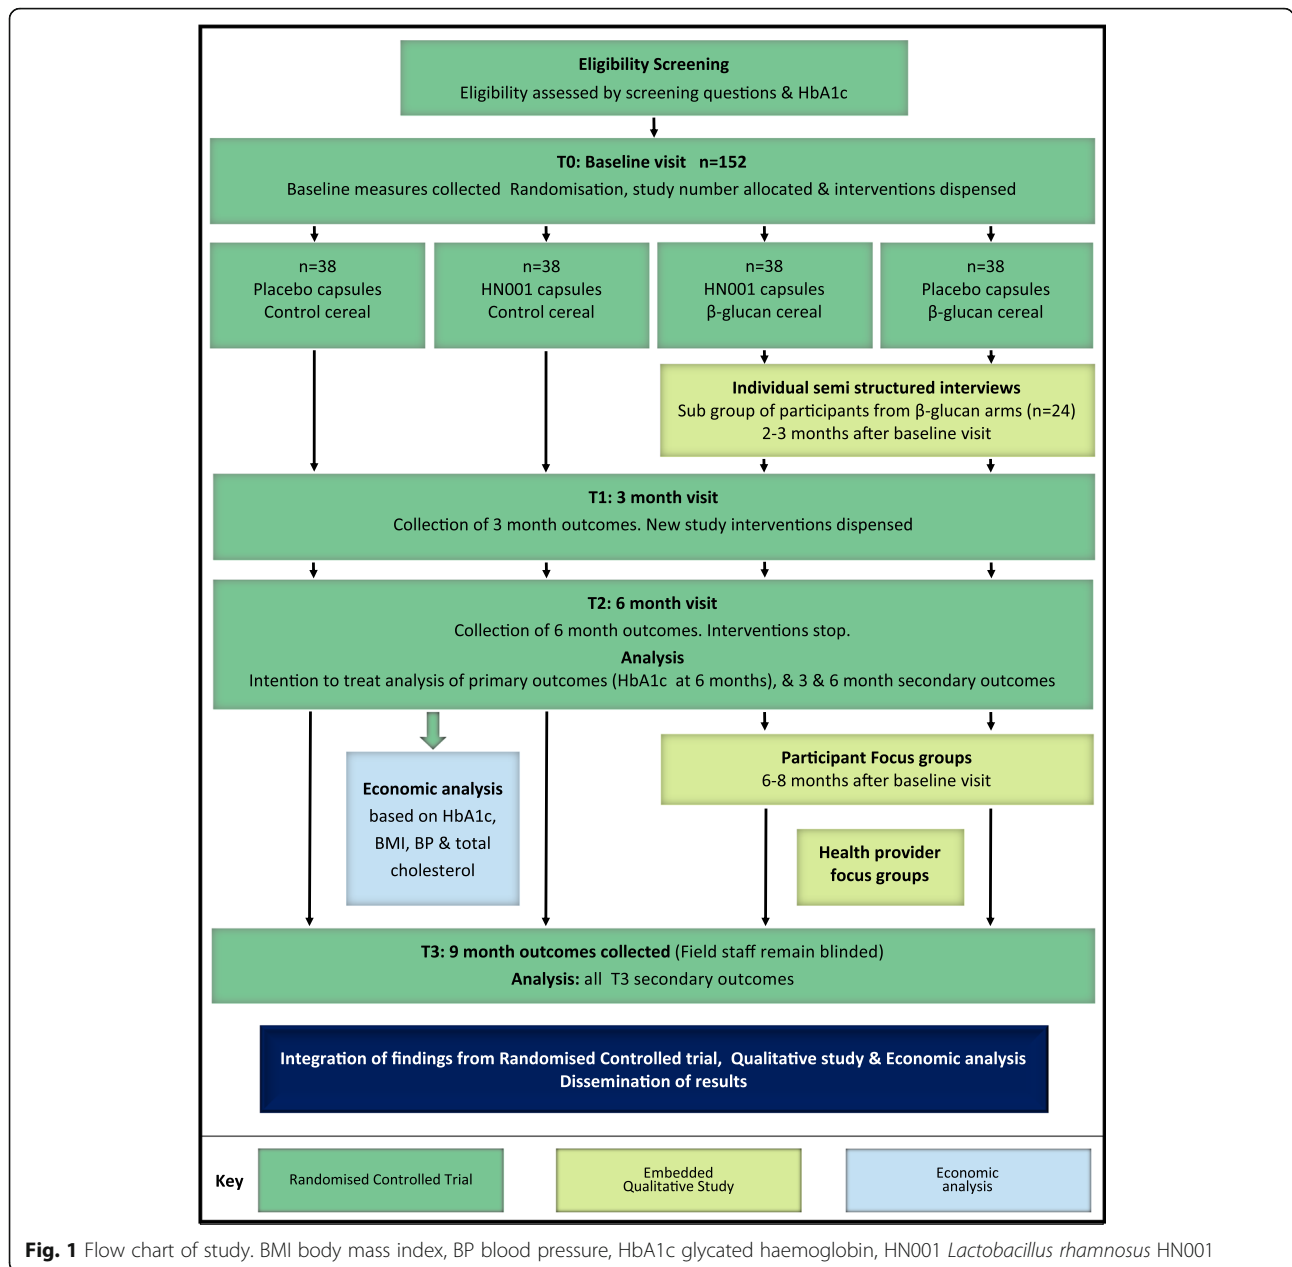 Eligibility Screening
Eligibility assessed by screening questions & HbA1c
T0: Baseline visit n=152
Baseline measures collected Randomisation, study number allocated & interventions dispensed
n=38
Placebo capsules
Control cereal
n=38
HN001 capsules
Control cereal
n=38
HN001 capsules
β-glucan cereal
n=38
Placebo capsules
β-glucan cereal
Individual semi structured interviews
Sub group of participants from β-glucan arms (n=24)
2-3 months after baseline visit
T1: 3 month visit
Collection of 3 month outcomes. New study interventions dispensed
T2: 6 month visit
Collection of 6 month outcomes. Interventions stop.
Analysis
Intention to treat analysis of primary outcomes (HbA1c at 6 months), & 3 & 6 month secondary outcomes
Economic analysis
based on HbA1c,
BMI, BP & total
cholesterol
Participant Focus groups
6-8 months after baseline visit
Health provider
focus groups
T3: 9 month outcomes collected (Field staff remain blinded)
Analysis: all T3 secondary outcomes
Integration of findings from Randomised Controlled trial, Qualitative study & Economic analysis
Dissemination of results
Key
Randomised Controlled Trial
Embedded
Qualitative Study
Economic
analysis
Fig. 1 Flow chart of study. BMI body mass index, BP blood pressure, HbA1c glycated haemoglobin, HN001 Lactobacillus rhamnosus HN001